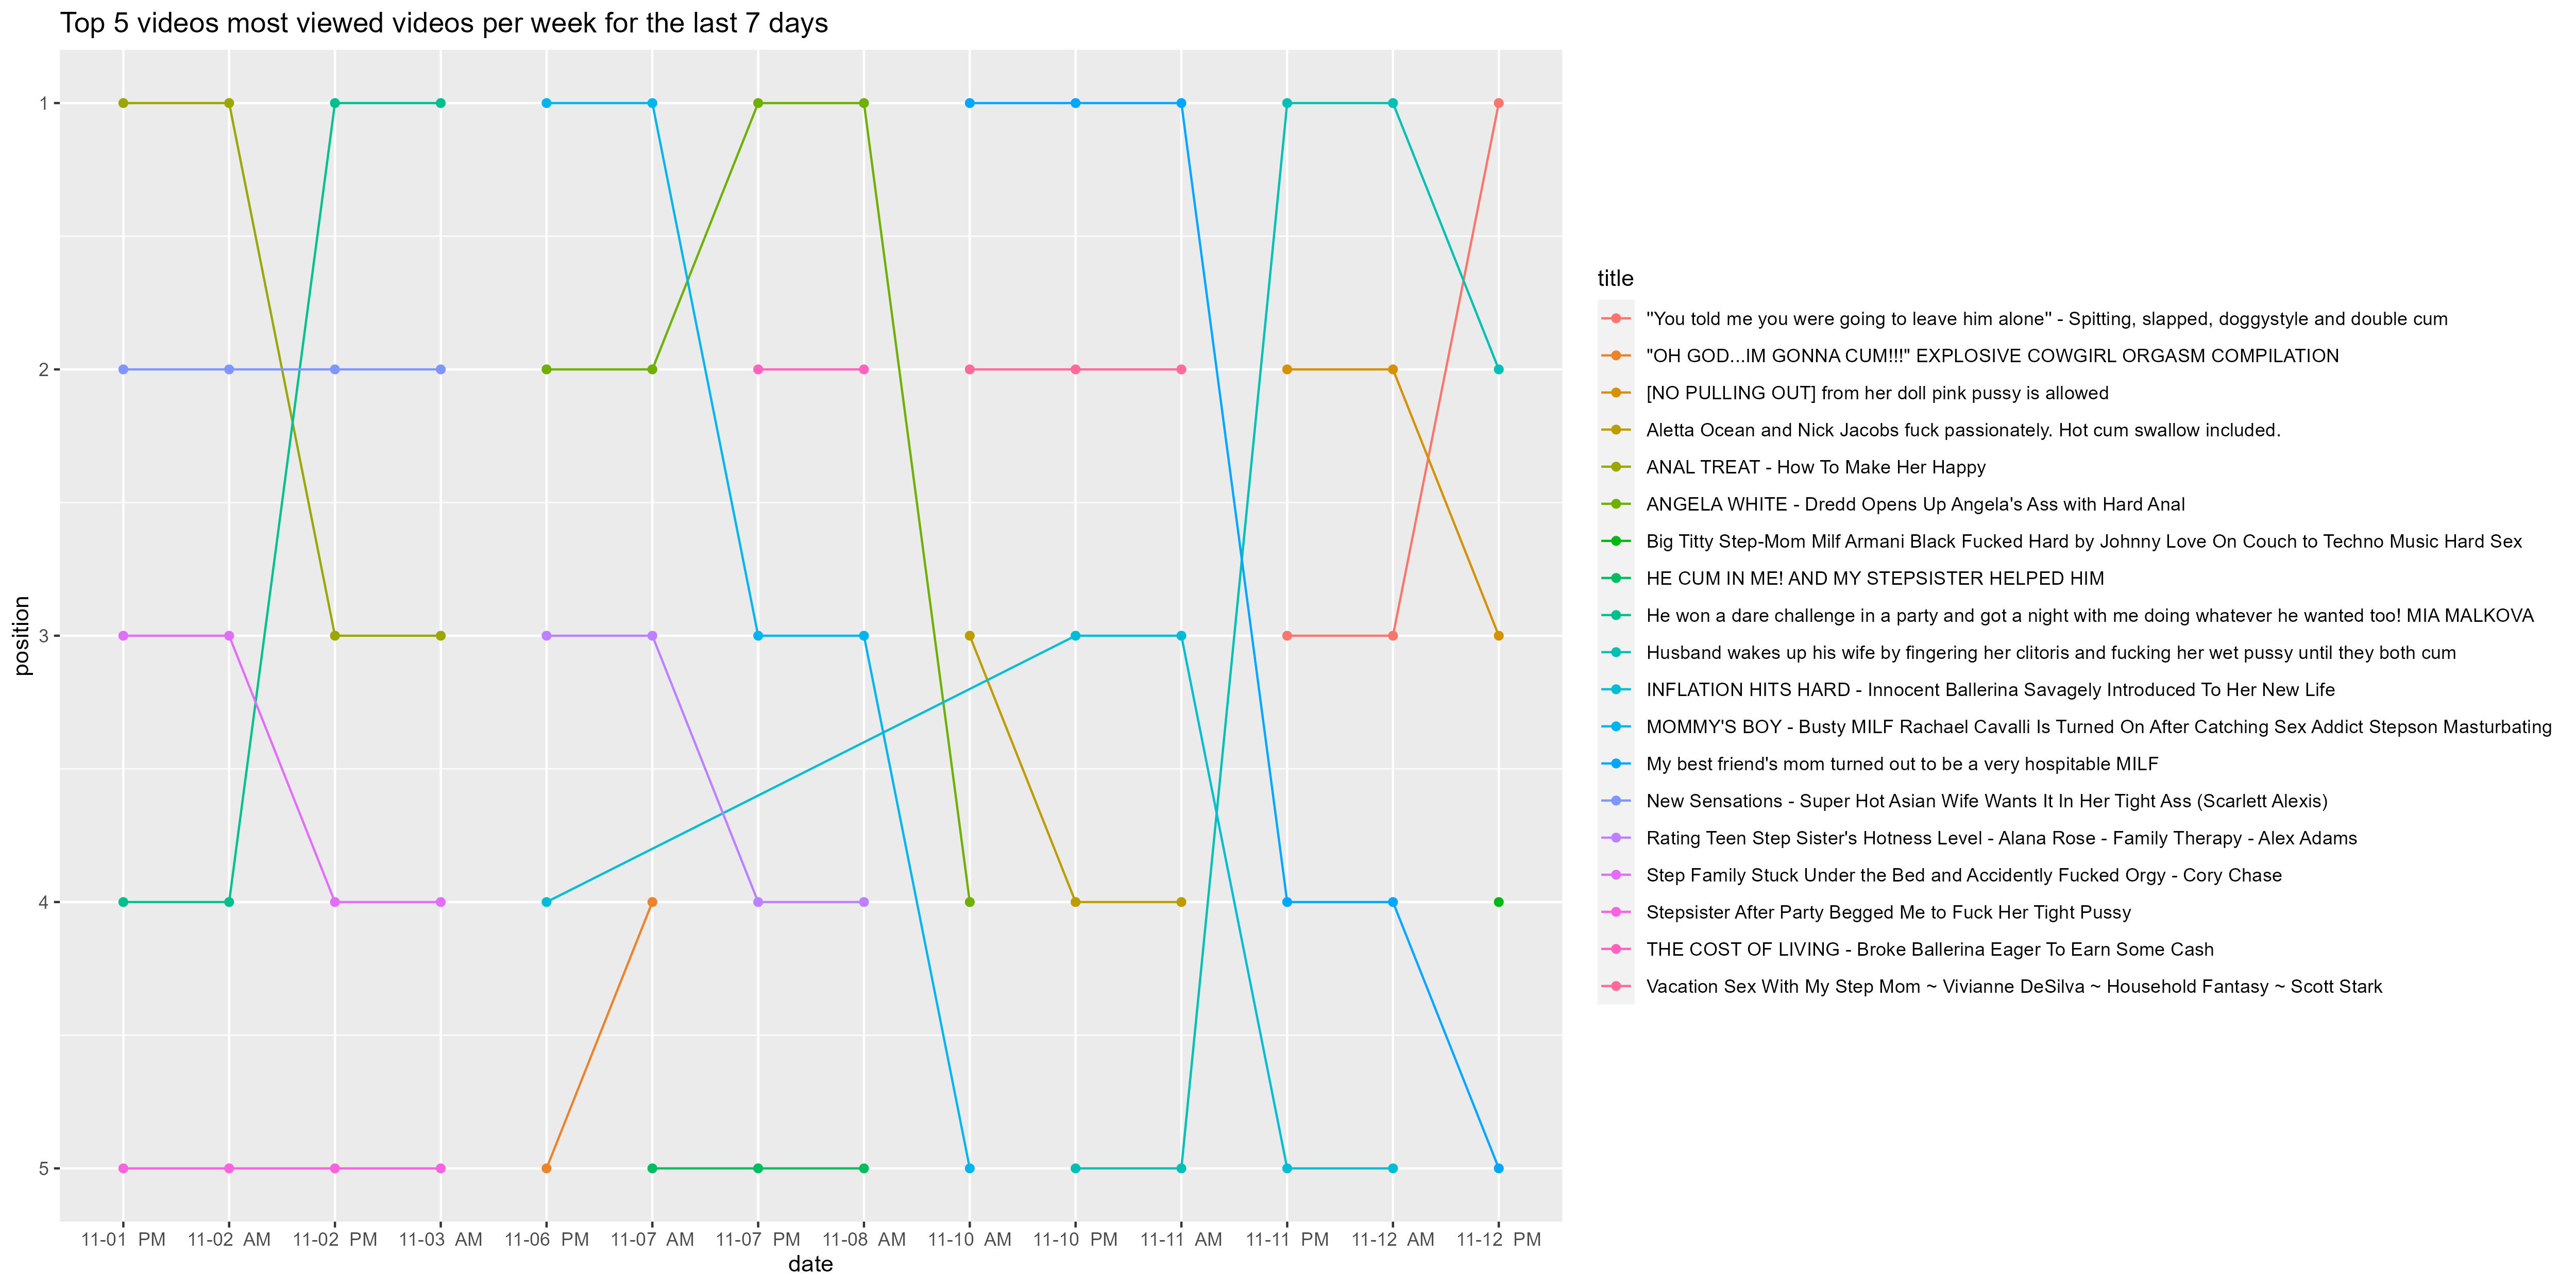 Top 5 videos most viewed videos per week for the last 7 days
position
1
2
3
4
5
11-01 PM
11-02 AM
11-02 PM
11-03 AM
11-06 PM
11-07 AM
11-07 PM
11-08 AM
11-10 AM
11-10 PM
11-11 AM
11-11 PM
11-12 AM
11-12 PM
date
title
"You told me you were going to leave him alone" - Spitting, slapped, doggystyle and double cum
"OH GOD...IM GONNA CUM!!!" EXPLOSIVE COWGIRL ORGASM COMPILATION
[NO PULLING OUT] from her doll pink pussy is allowed
Aletta Ocean and Nick Jacobs fuck passionately. Hot cum swallow included.
ANAL TREAT - How To Make Her Happy
ANGELA WHITE - Dredd Opens Up Angela's Ass with Hard Anal
Big Titty Step-Mom Milf Armani Black Fucked Hard by Johnny Love On Couch to Techno Music Hard Sex
HE CUM IN ME! AND MY STEPSISTER HELPED HIM
He won a dare challenge in a party and got a night with me doing whatever he wanted too! MIA MALKOVA
Husband wakes up his wife by fingering her clitoris and fucking her wet pussy until they both cum
INFLATION HITS HARD - Innocent Ballerina Savagely Introduced To Her New Life
MOMMY'S BOY - Busty MILF Rachael Cavalli Is Turned On After Catching Sex Addict Stepson Masturbating
My best friend's mom turned out to be a very hospitable MILF
New Sensations - Super Hot Asian Wife Wants It In Her Tight Ass (Scarlett Alexis)
Rating Teen Step Sister's Hotness Level - Alana Rose - Family Therapy - Alex Adams
Step Family Stuck Under the Bed and Accidently Fucked Orgy - Cory Chase
Stepsister After Party Begged Me to Fuck Her Tight Pussy
THE COST OF LIVING - Broke Ballerina Eager To Earn Some Cash
Vacation Sex With My Step Mom ~ Vivianne DeSilva ~ Household Fantasy ~ Scott Stark